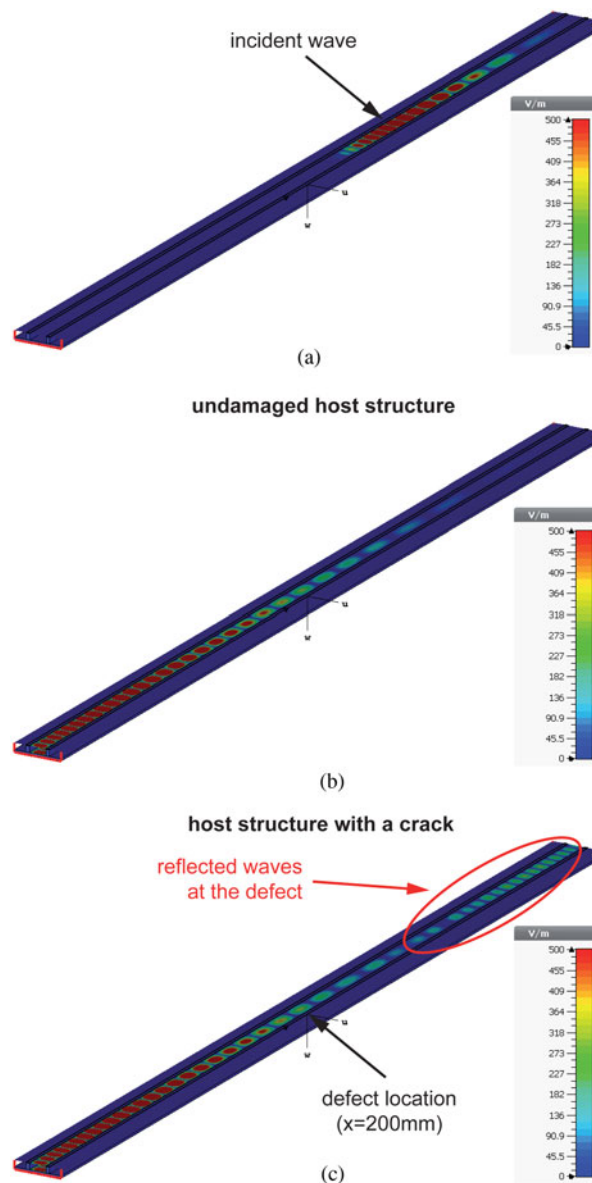 incident wave
V/m
500
455
409
364
318
273
227
182
136
90.9
45.5
0
u
w
(a)
undamaged host structure
V/m
500
455
409
364
318
273
227
182
136
90.9
45.5
0
u
w
(b)
host structure with a crack
reflected waves
at the defect
V/m
500
455
409
364
318
273
227
182
136
90.9
45.5
0
u
w
defect location
(x=200mm)
(c)